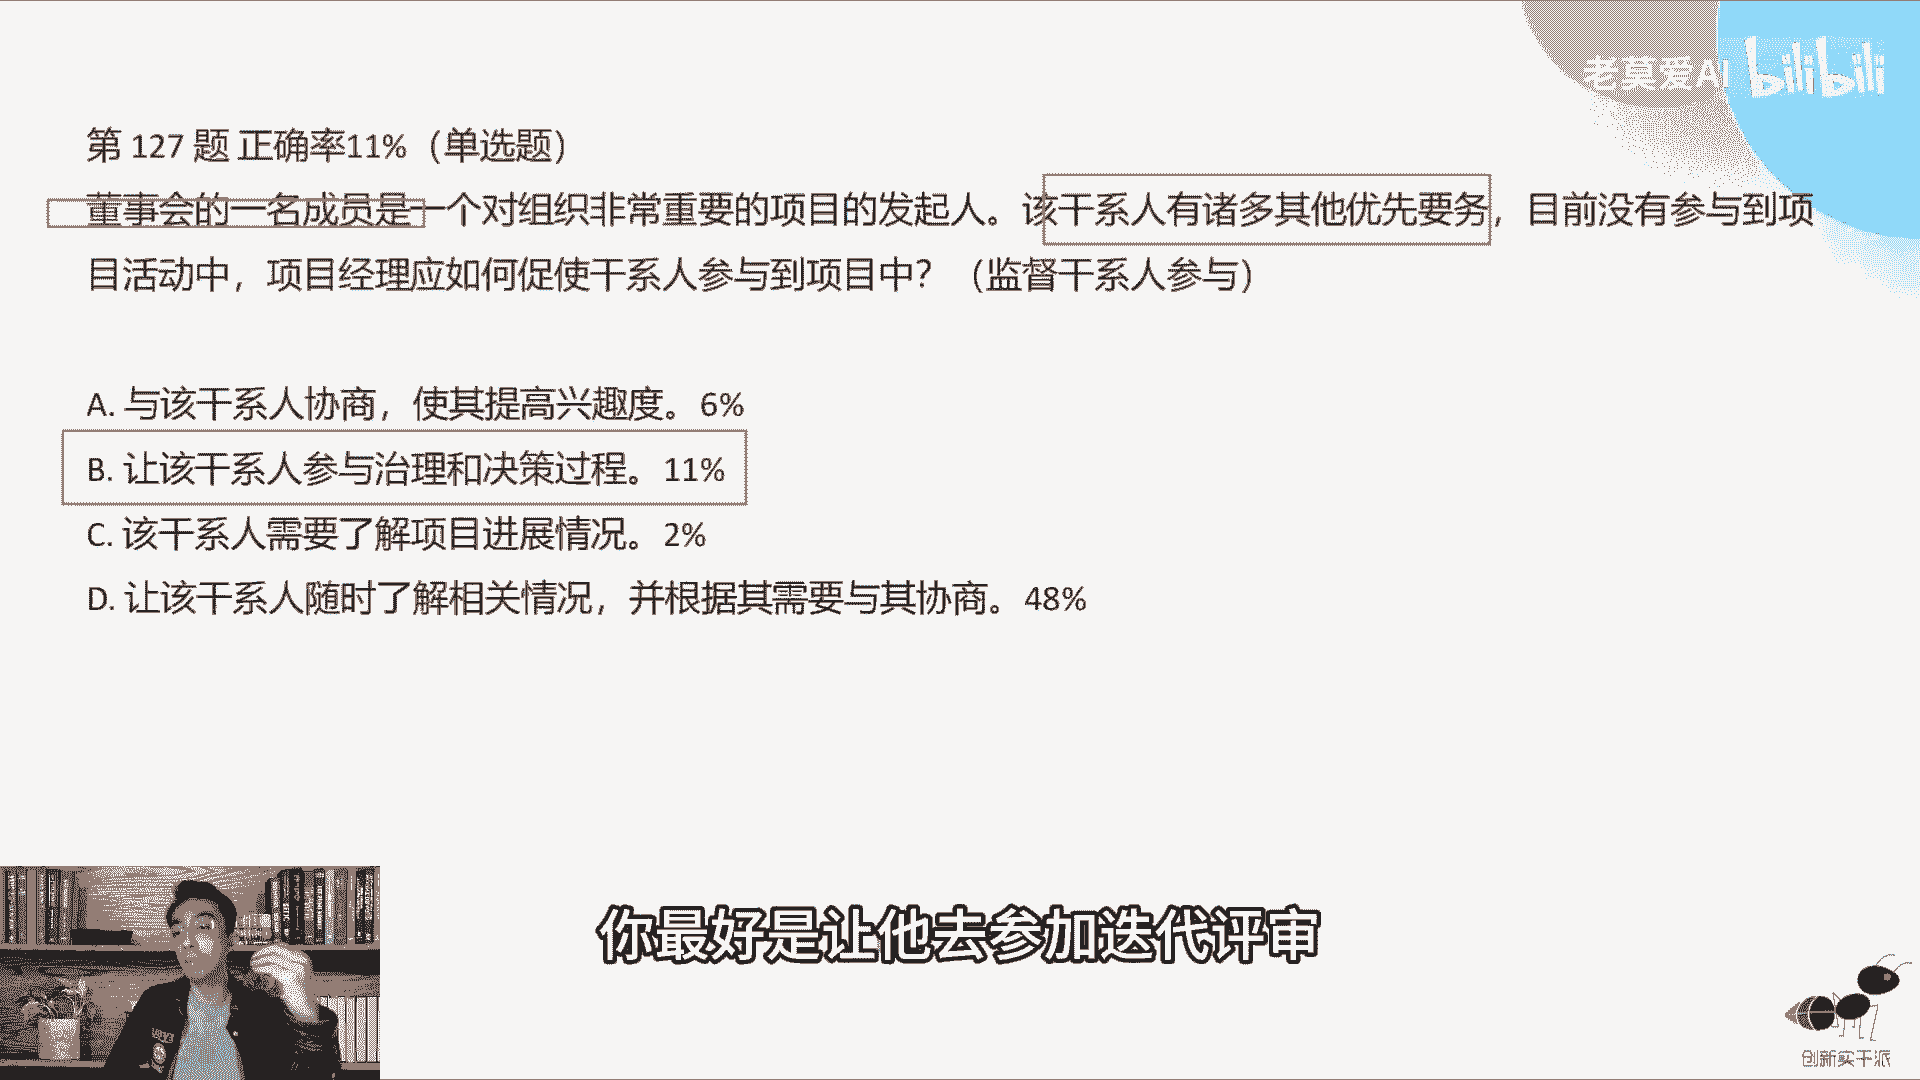 老莫爱AI bilibili
第 127 题 正确率11%（单选题）
董事会的一名成员是一个对组织非常重要的项目的发起人。该干系人有诸多其他优先要务，目前没有参与到项
目活动中，项目经理应如何促使干系人参与到项目中？（监督干系人参与）
A. 与该干系人协商，使其提高兴趣度。6%
B. 让该干系人参与治理和决策过程。11%
C. 该干系人需要了解项目进展情况。2%
D. 让该干系人随时了解相关情况，并根据其需要与其协商。48%
你最好是让他去参加迭代评审
创新实干派